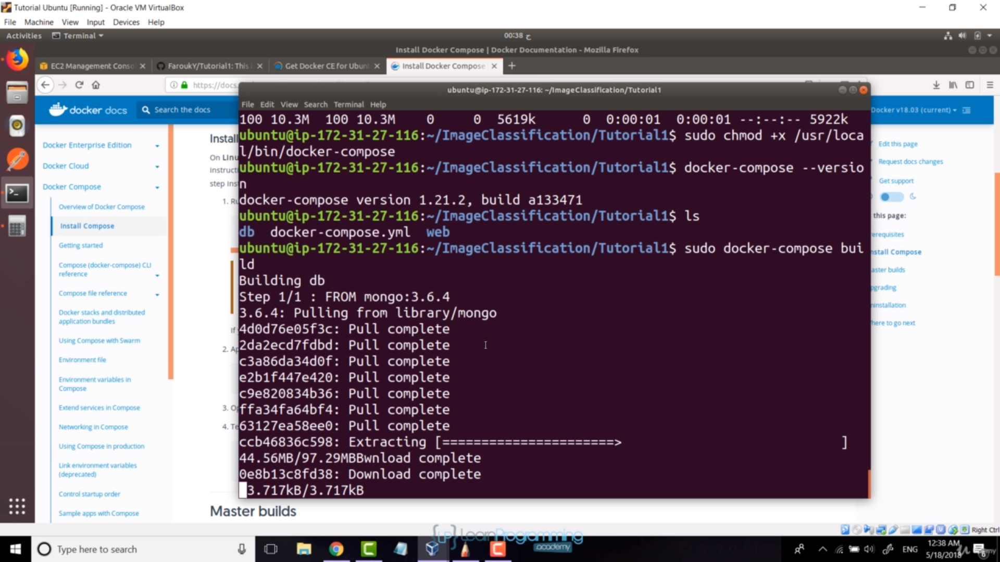 Tutorial Ubuntu [Running] - Oracle VM VirtualBox
File Machine View Input Devices Help
Activities Terminal 00:38 ح
Install Docker Compose | Docker Documentation - Mozilla Firefox
EC2 Management Conso FaroukY/Tutorial1: This i Get Docker CE for Ubunt Install Docker Compose
https://docs.
docker docs Search the docs Docker v18.03 (current)
Docker Enterprise Edition
Docker Cloud
Docker Compose
Overview of Docker Compose
Install Compose
Getting started
Compose (docker-compose) CLI
reference
Compose file reference
Docker stacks and distributed
application bundles
Using Compose with Swarm
Environment file
Environment variables in
Compose
Extend services in Compose
Networking in Compose
Using Compose in production
Link environment variables
(deprecated)
Control startup order
Sample apps with Compose
Install
On Linu
instructi
step inst
1. Ru
If
2. Ap
3. Op
4. Te
Master builds
ubuntu@ip-172-31-27-116: ~/ImageClassification/Tutorial1
File Edit View Search Terminal Help
100 10.3M 100 10.3M 0 0 5619k 0 0:00:01 0:00:01 --:--:-- 5922k
ubuntu@ip-172-31-27-116:~/ImageClassification/Tutorial1$ sudo chmod +x /usr/loca
l/bin/docker-compose
ubuntu@ip-172-31-27-116:~/ImageClassification/Tutorial1$ docker-compose --versio
n
docker-compose version 1.21.2, build a133471
ubuntu@ip-172-31-27-116:~/ImageClassification/Tutorial1$ ls
db docker-compose.yml web
ubuntu@ip-172-31-27-116:~/ImageClassification/Tutorial1$ sudo docker-compose bui
ld
Building db
Step 1/1 : FROM mongo:3.6.4
3.6.4: Pulling from library/mongo
4d0d76e05f3c: Pull complete
2da2ecd7fdbd: Pull complete
c3a86da34d0f: Pull complete
e2b1f447e420: Pull complete
c9e820834b36: Pull complete
ffa34fa64bf4: Pull complete
63127ea58ee0: Pull complete
ccb46836c598: Extracting [======================> ]
44.56MB/97.29MBBwnload complete
0e8b13c8fd38: Download complete
3.717kB/3.717kB
Edit this page
Request docs changes
Get support
this page:
rerequisites
nstall Compose
aster builds
pgrading
ninstallation
here to go next
Right Ctrl
{LP} LearnProgramming
.academy
Type here to search
ENG
12:38 AM
5/18/2018
6